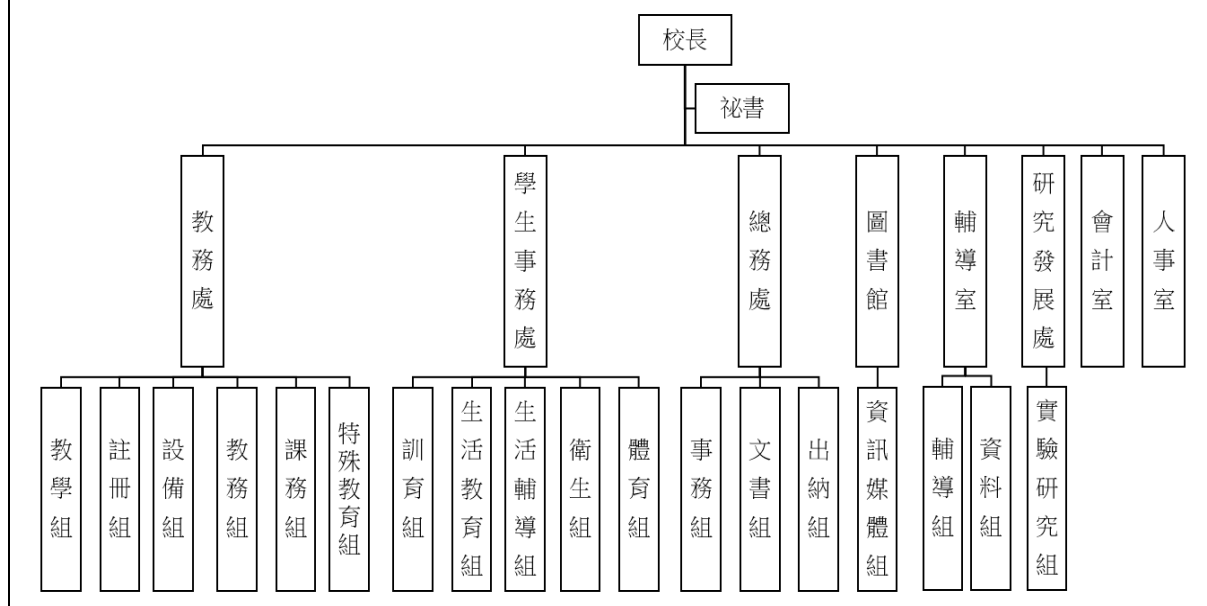 校長
祕書
教務處
學生事務處
總務處
圖書館
輔導室
研究發展處
會計室
人事室
教學組
註冊組
設備組
教務組
課務組
特殊教育組
訓育組
生活教育組
生活輔導組
衛生組
體育組
事務組
文書組
出納組
資訊媒體組
輔導組
資料組
實驗研究組